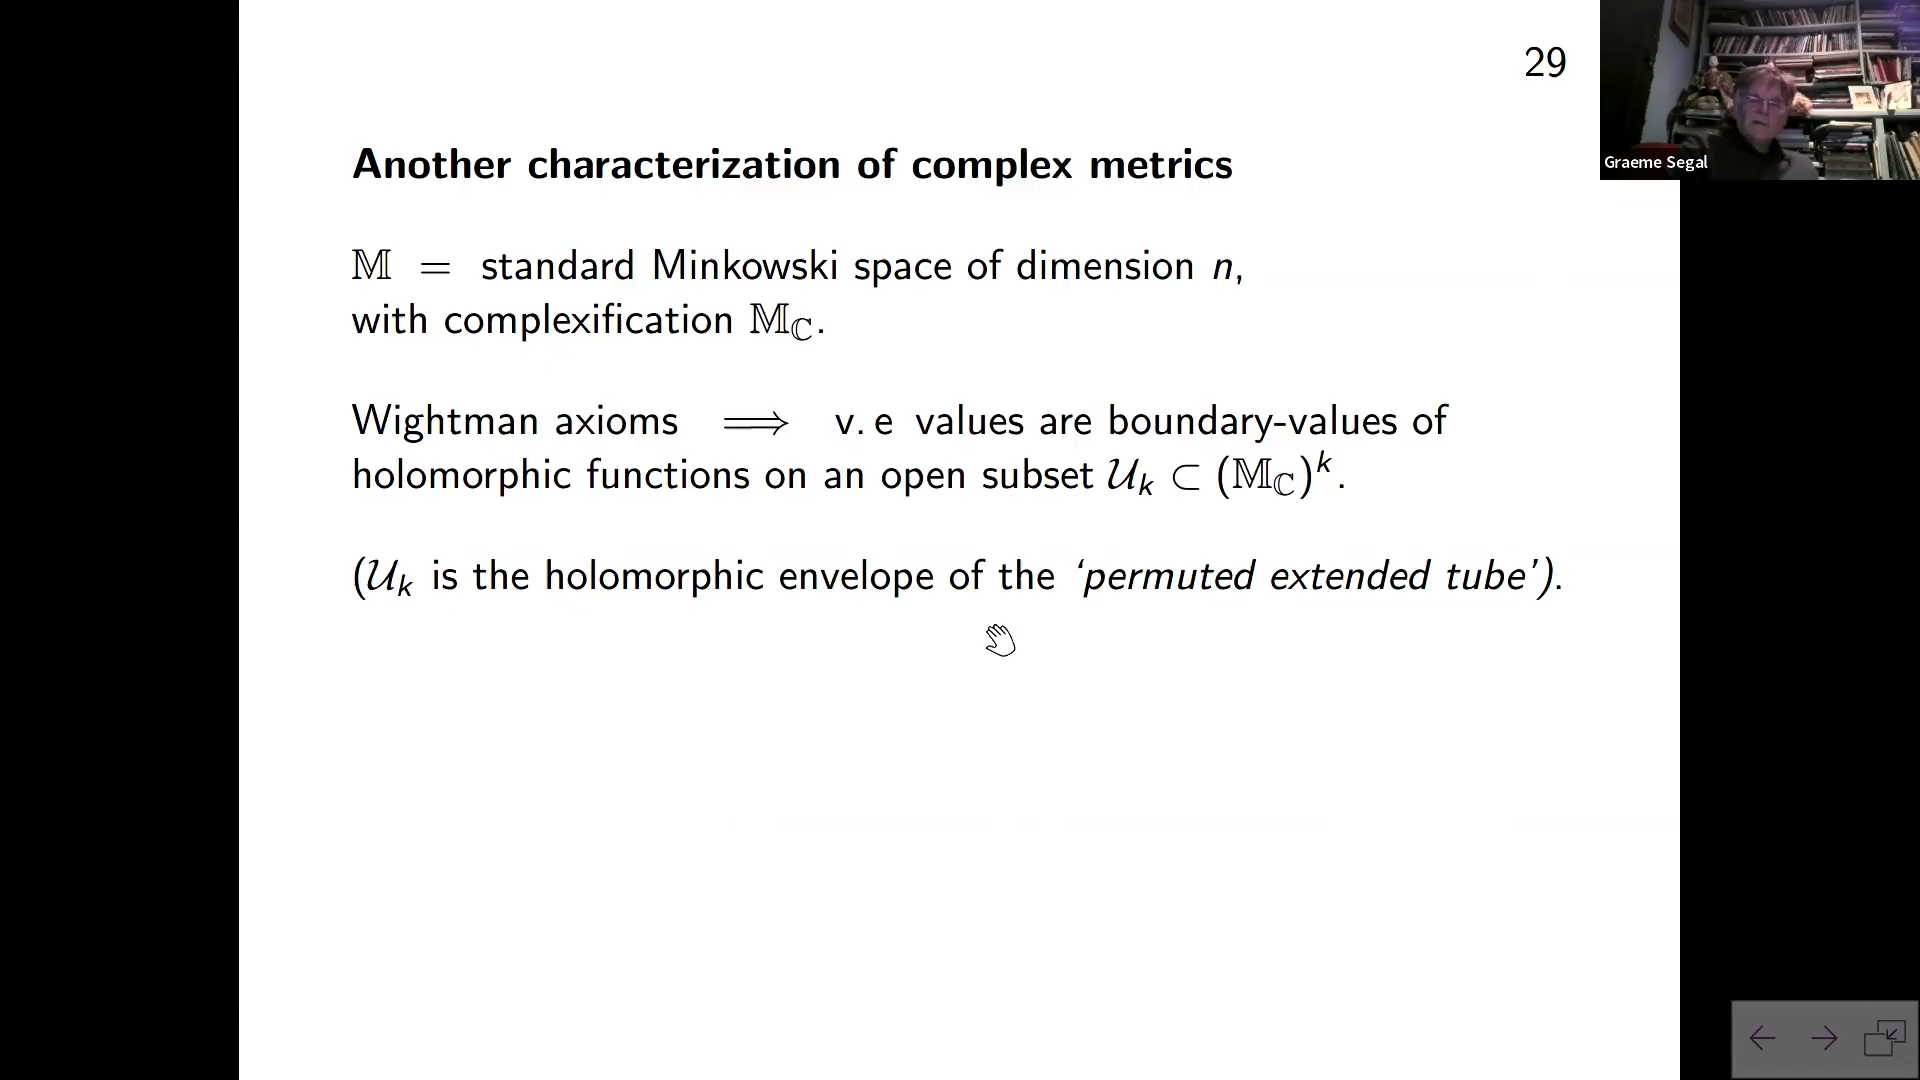 29
Graeme Segal
Another characterization of complex metrics
𝕄 = standard Minkowski space of dimension n,
with complexification 𝕄_ℂ.
Wightman axioms ⟹ v. e values are boundary-values of
holomorphic functions on an open subset 𝒰_k ⊂ (𝕄_ℂ)^k.
(𝒰_k is the holomorphic envelope of the ‘permuted extended tube’).